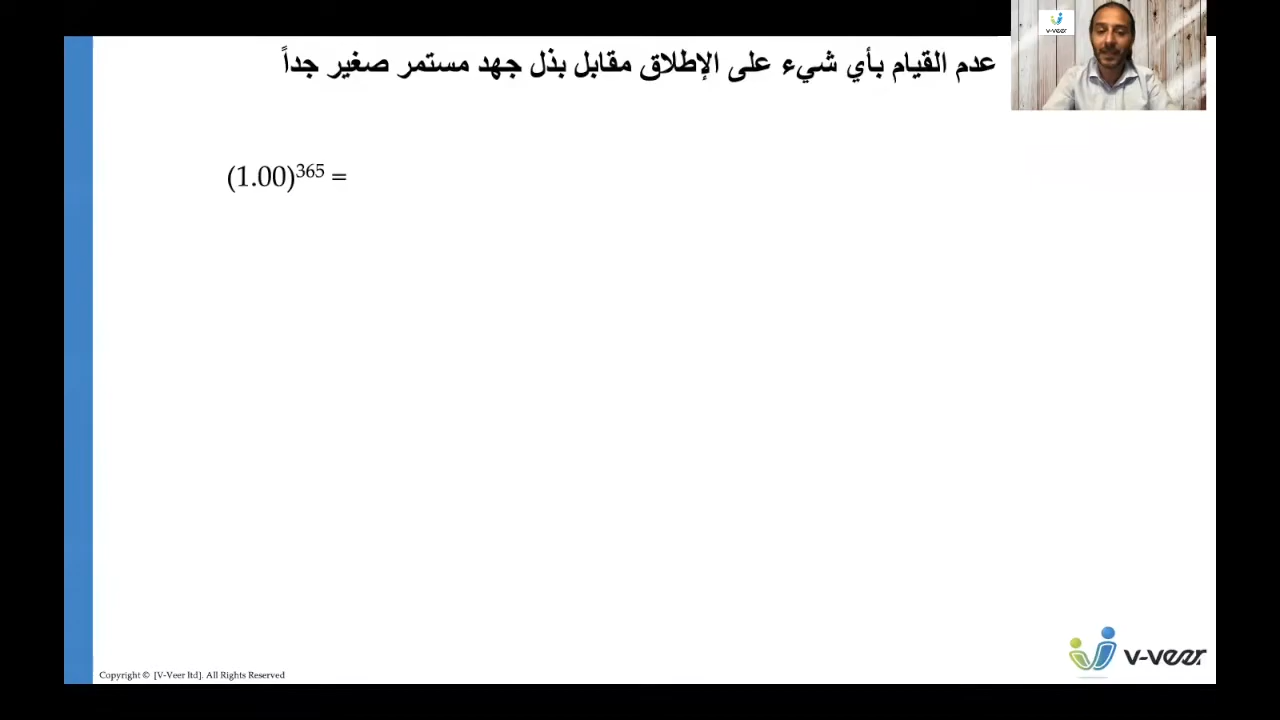 عدم القيام بأي شيء على الإطلاق مقابل بذل جهد مستمر صغير جداً
v-veer
(1.00)³⁶⁵ =
v-veer
Copyright © [V-Veer ltd]. All Rights Reserved